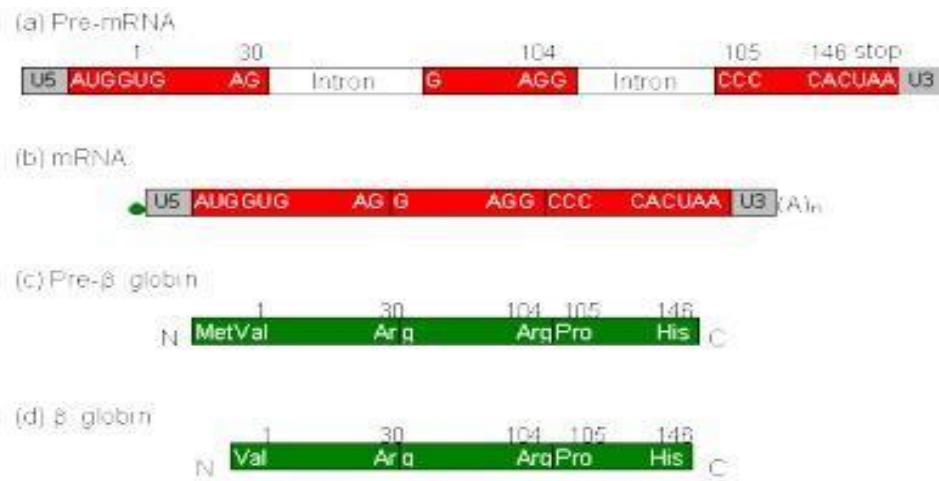 (a) Pre-mRNA
1 30 104 105 146 stop
U5 AUGGUG AG Intron G AGG Intron CCC CACUAA U3
(b) mRNA
U5 AUGGUG AG G AGG CCC CACUAA U3 (A)n
(c) Pre-β globin
1 30 104 105 146
N MetVal Arg ArgPro His C
(d) β globin
1 30 104 105 146
N Val Arg ArgPro His C